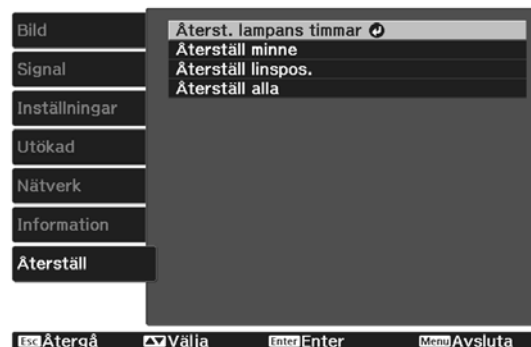 Bild
Signal
Inställningar
Utökad
Nätverk
Information
Återställ
Återst. lampans timmar
Återställ minne
Återställ linspos.
Återställ alla
Esc Återgå Välja Enter Enter Menu Avsluta